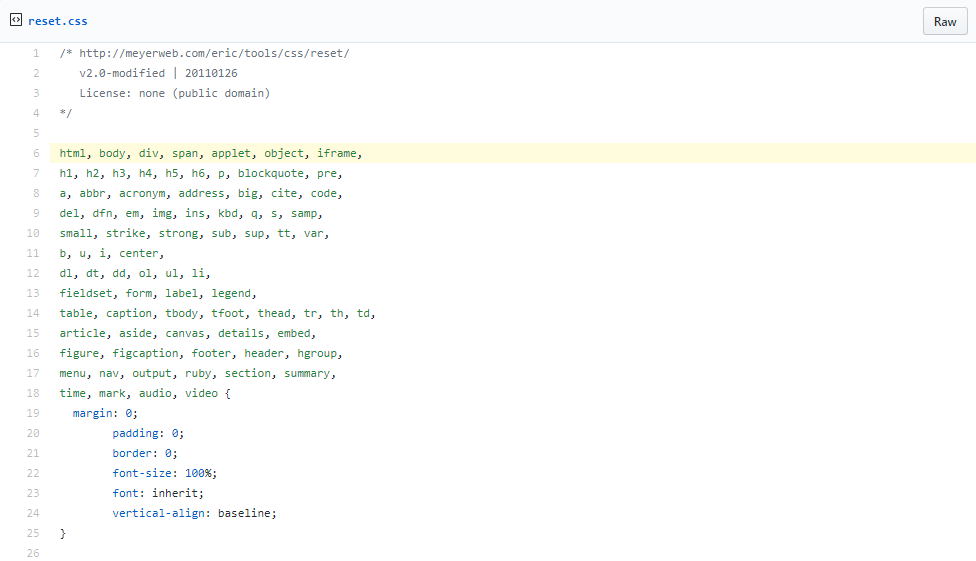 reset.css
Raw
1 /* http://meyerweb.com/eric/tools/css/reset/
2    v2.0-modified | 20110126
3    License: none (public domain)
4 */
5
6 html, body, div, span, applet, object, iframe,
7 h1, h2, h3, h4, h5, h6, p, blockquote, pre,
8 a, abbr, acronym, address, big, cite, code,
9 del, dfn, em, img, ins, kbd, q, s, samp,
10 small, strike, strong, sub, sup, tt, var,
11 b, u, i, center,
12 dl, dt, dd, ol, ul, li,
13 fieldset, form, label, legend,
14 table, caption, tbody, tfoot, thead, tr, th, td,
15 article, aside, canvas, details, embed,
16 figure, figcaption, footer, header, hgroup,
17 menu, nav, output, ruby, section, summary,
18 time, mark, audio, video {
19   margin: 0;
20         padding: 0;
21         border: 0;
22         font-size: 100%;
23         font: inherit;
24         vertical-align: baseline;
25 }
26